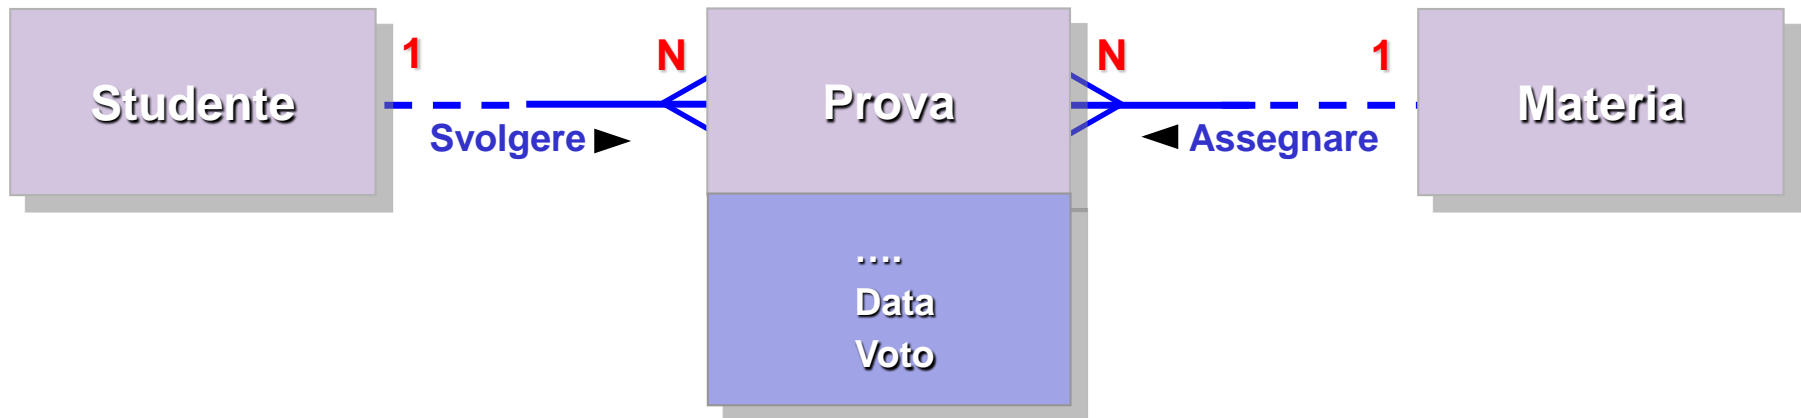 1 N N 1
Studente Prova Materia
Svolgere Assegnare
....
Data
Voto